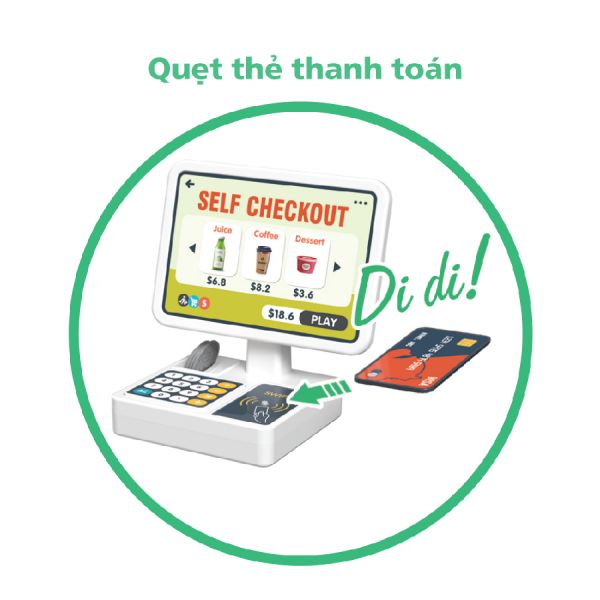 Quẹt thẻ thanh toán
SELF CHECKOUT
Juice Coffee Dessert
$6.8 $8.2 $3.6
$18.6 PLAY
Di di!